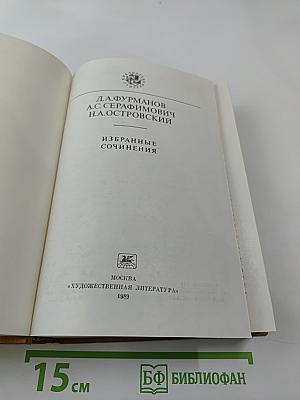 Д.А.ФУРМАНОВ
А.С.СЕРАФИМОВИЧ
Н.А.ОСТРОВСКИЙ
ИЗБРАННЫЕ
СОЧИНЕНИЯ
МОСКВА
«ХУДОЖЕСТВЕННАЯ ЛИТЕРАТУРА»
1989
15 см
БФ БИБЛИОФАН